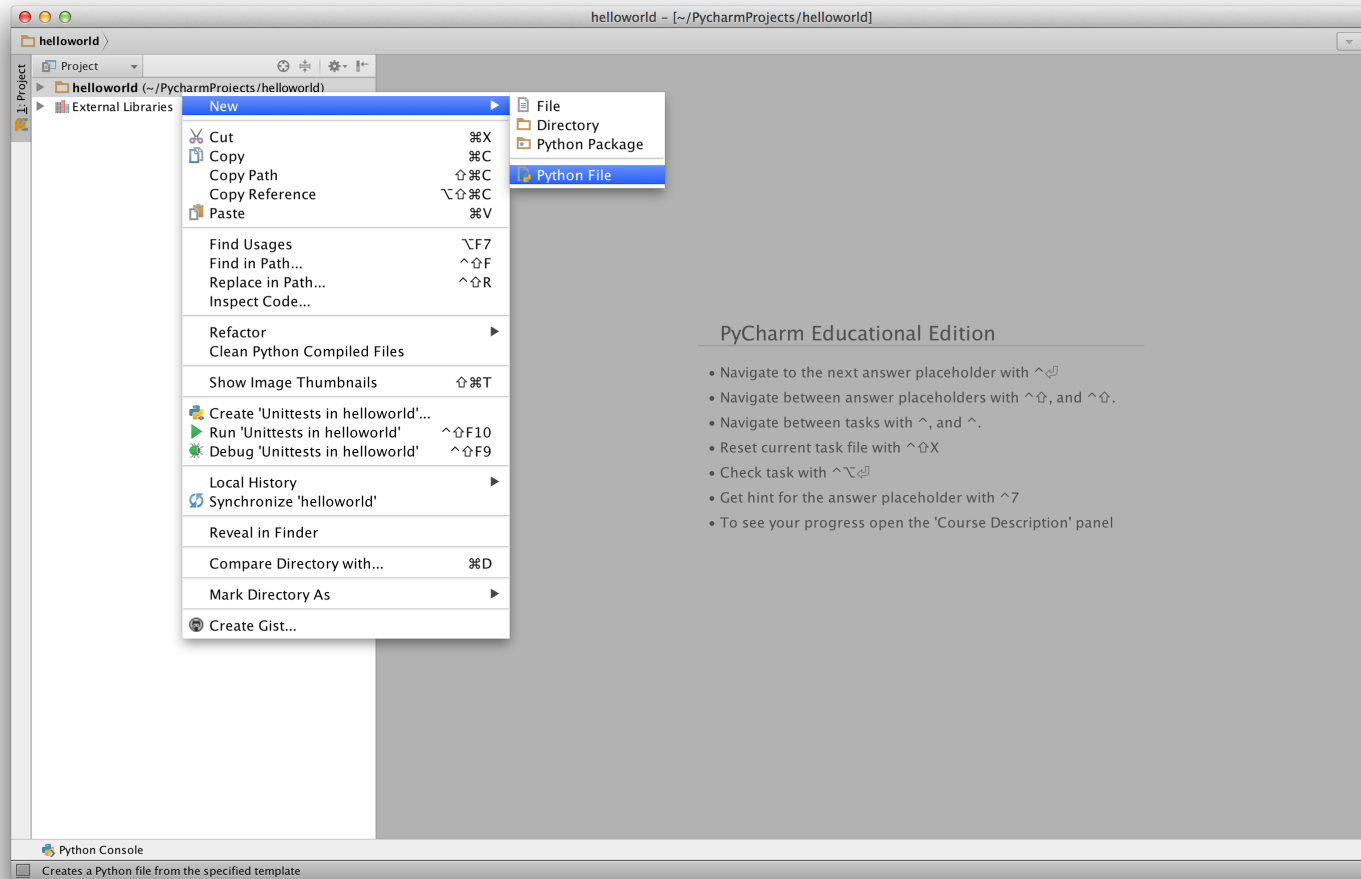 helloworld – [~/PycharmProjects/helloworld]
helloworld
1: Project
Project
helloworld (~/PycharmProjects/helloworld)
External Libraries
New
File
Directory
Python Package
Python File
Cut ⌘X
Copy ⌘C
Copy Path ⇧⌘C
Copy Reference ⌥⇧⌘C
Paste ⌘V
Find Usages ⌥F7
Find in Path... ^⇧F
Replace in Path... ^⇧R
Inspect Code...
Refactor
Clean Python Compiled Files
Show Image Thumbnails ⇧⌘T
Create 'Unittests in helloworld'...
Run 'Unittests in helloworld' ^⇧F10
Debug 'Unittests in helloworld' ^⇧F9
Local History
Synchronize 'helloworld'
Reveal in Finder
Compare Directory with... ⌘D
Mark Directory As
Create Gist...
PyCharm Educational Edition
• Navigate to the next answer placeholder with ^⏎
• Navigate between answer placeholders with ^⇧, and ^⇧.
• Navigate between tasks with ^, and ^.
• Reset current task file with ^⇧X
• Check task with ^⌥⏎
• Get hint for the answer placeholder with ^7
• To see your progress open the 'Course Description' panel
Python Console
Creates a Python file from the specified template